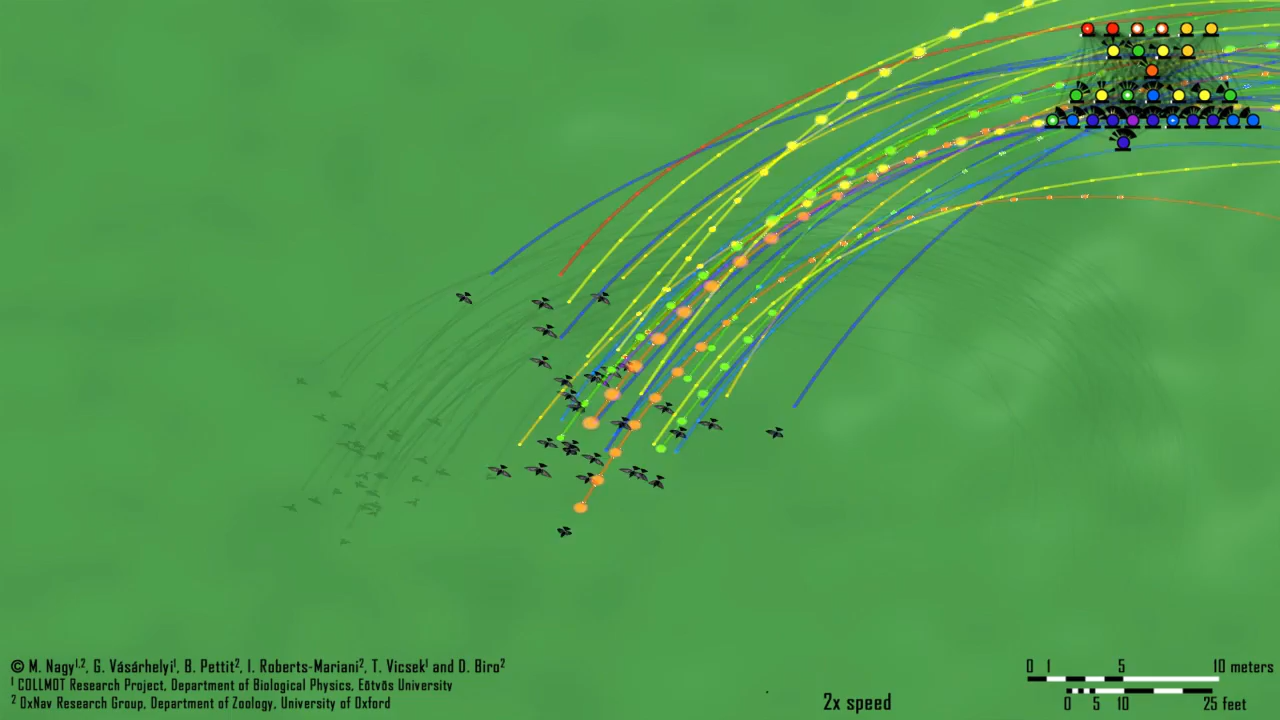 © M. Nagy1,2, G. Vásárhelyi1, B. Pettit2, I. Roberts-Mariani2, T. Vicsek1 and D. Biro2
1 COLLMOT Research Project, Department of Biological Physics, Eötvös University
2 OxNav Research Group, Department of Zoology, University of Oxford
2x speed
0 1 5 10 meters
0 5 10 25 feet